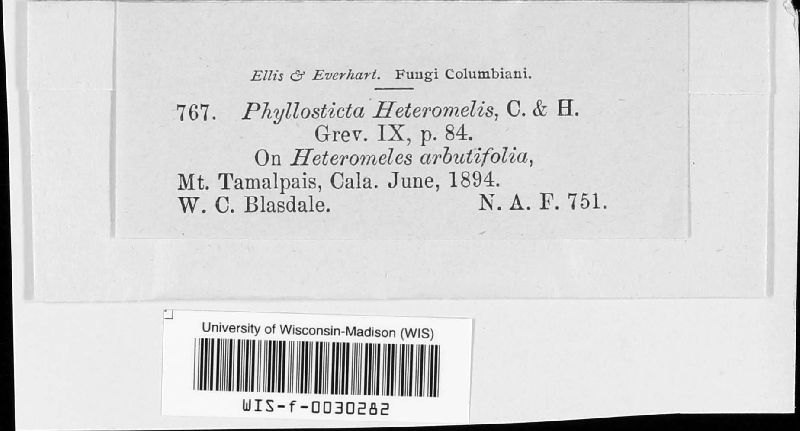 Ellis & Everhart. Fungi Columbiani.
767. Phyllosticta Heteromelis, C. & H.
Grev. IX, p. 84.
On Heteromeles arbutifolia,
Mt. Tamalpais, Cala. June, 1894.
W. C. Blasdale. N. A. F. 751.
University of Wisconsin-Madison (WIS)
WIS-f-0030282